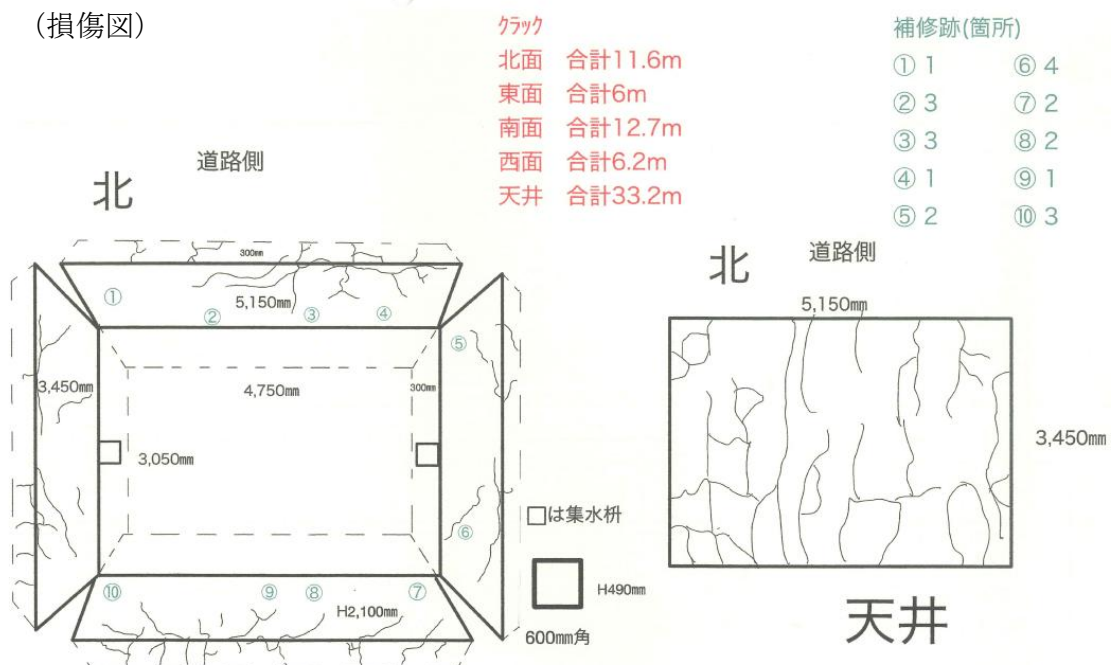 （損傷図）
ｸﾗｯｸ
北面 合計11.6m
東面 合計6m
南面 合計12.7m
西面 合計6.2m
天井 合計33.2m
補修跡(箇所)
① 1 ⑥ 4
② 3 ⑦ 2
③ 3 ⑧ 2
④ 1 ⑨ 1
⑤ 2 ⑩ 3
北 道路側
300mm
① 5,150mm
② ③ ④
⑤
3,450mm 4,750mm 300mm
3,050mm
⑥
⑩ ⑨ ⑧ ⑦
H2,100mm
□は集水枡
H490mm
600mm角
北 道路側
5,150mm
3,450mm
天井